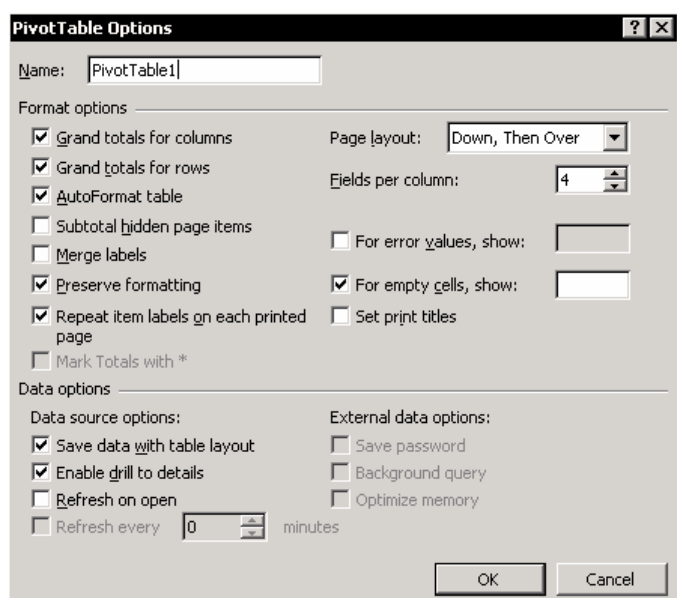 PivotTable Options
Name: PivotTable1
Format options
Grand totals for columns
Grand totals for rows
AutoFormat table
Subtotal hidden page items
Merge labels
Preserve formatting
Repeat item labels on each printed
page
Mark Totals with *
Page layout: Down, Then Over
Fields per column: 4
For error values, show:
For empty cells, show:
Set print titles
Data options
Data source options:
Save data with table layout
Enable drill to details
Refresh on open
Refresh every 0 minutes
External data options:
Save password
Background query
Optimize memory
OK Cancel